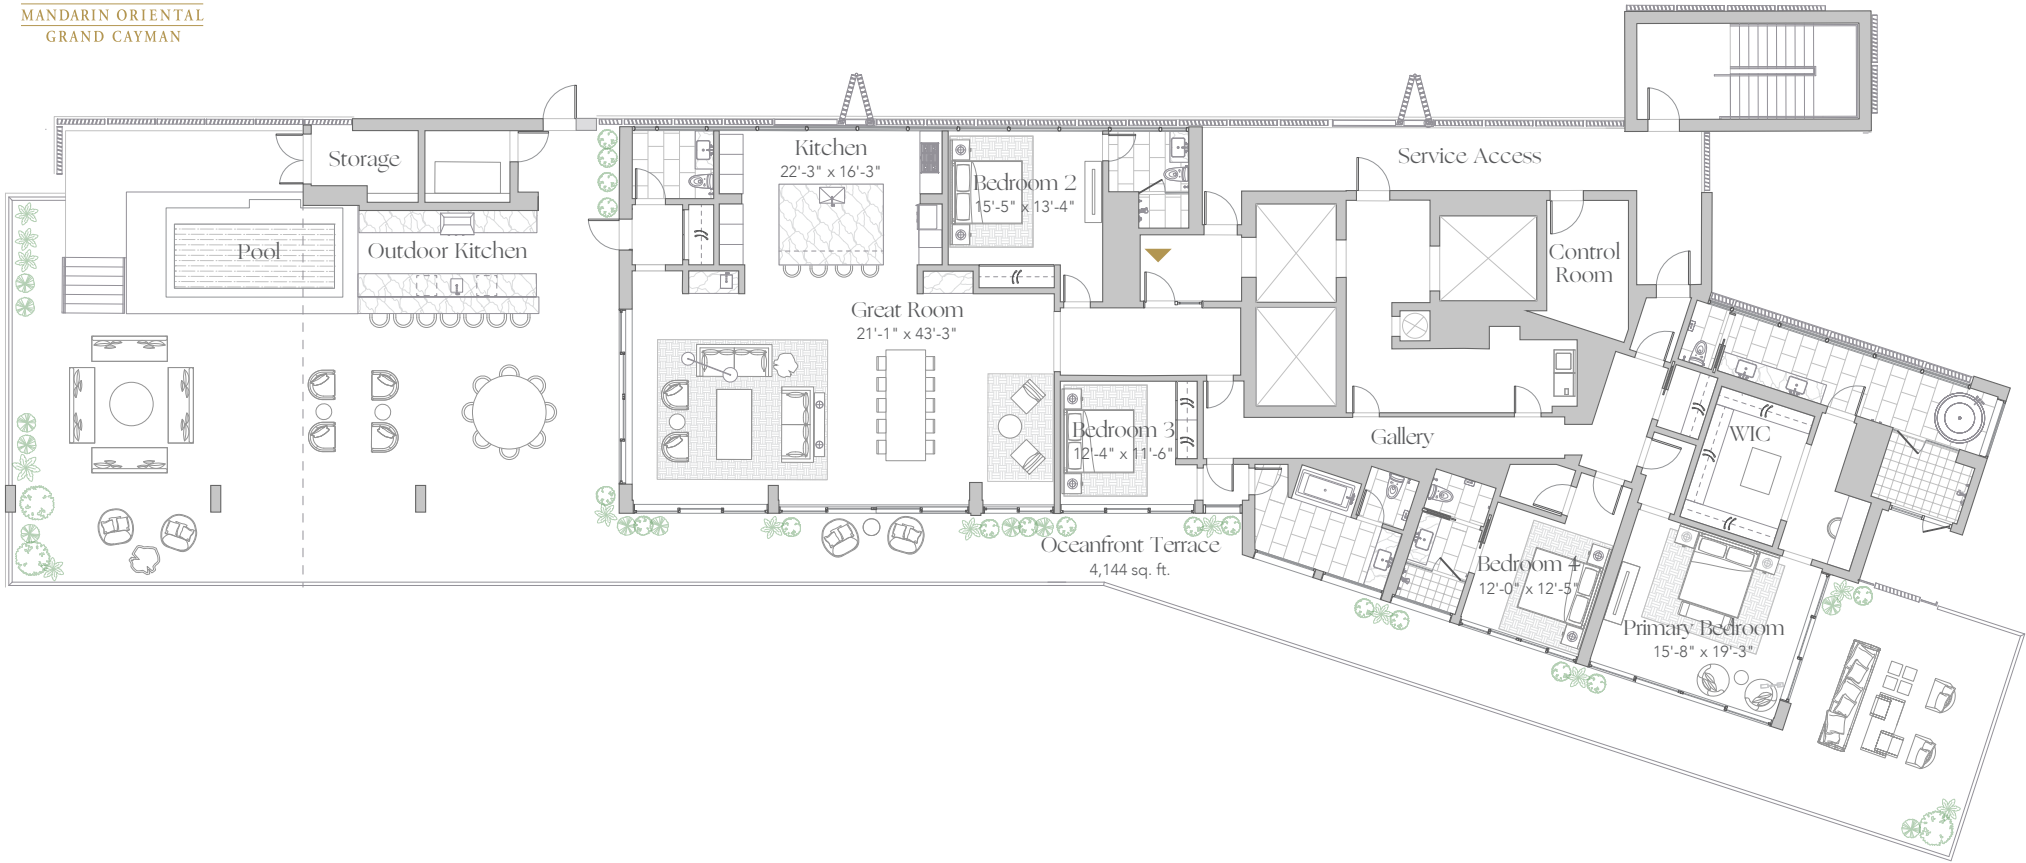 MANDARIN ORIENTAL
GRAND CAYMAN
Storage
Pool
Outdoor Kitchen
Kitchen
22'-3" x 16'-3"
Great Room
21'-1" x 43'-3"
Bedroom 2
15'-5" x 13'-4"
Service Access
Control
Room
Bedroom 3
12'-4" x 11'-6"
Gallery
WIC
Oceanfront Terrace
4,144 sq. ft.
Bedroom 4
12'-0" x 12'-5"
Primary Bedroom
15'-8" x 19'-3"